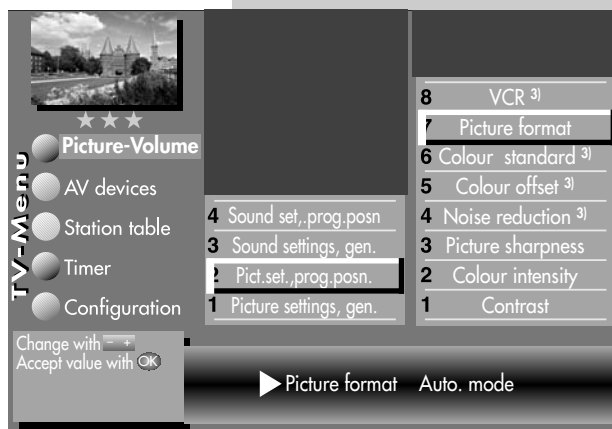 TV-Menu
Picture-Volume
AV devices
Station table
Timer
Configuration
4 Sound set,.prog.posn
3 Sound settings, gen.
2 Pict.set.,prog.posn.
1 Picture settings, gen.
8 VCR 3)
7 Picture format
6 Colour standard 3)
5 Colour offset 3)
4 Noise reduction 3)
3 Picture sharpness
2 Colour intensity
1 Contrast
Change with - +
Accept value with OK
Picture format Auto. mode